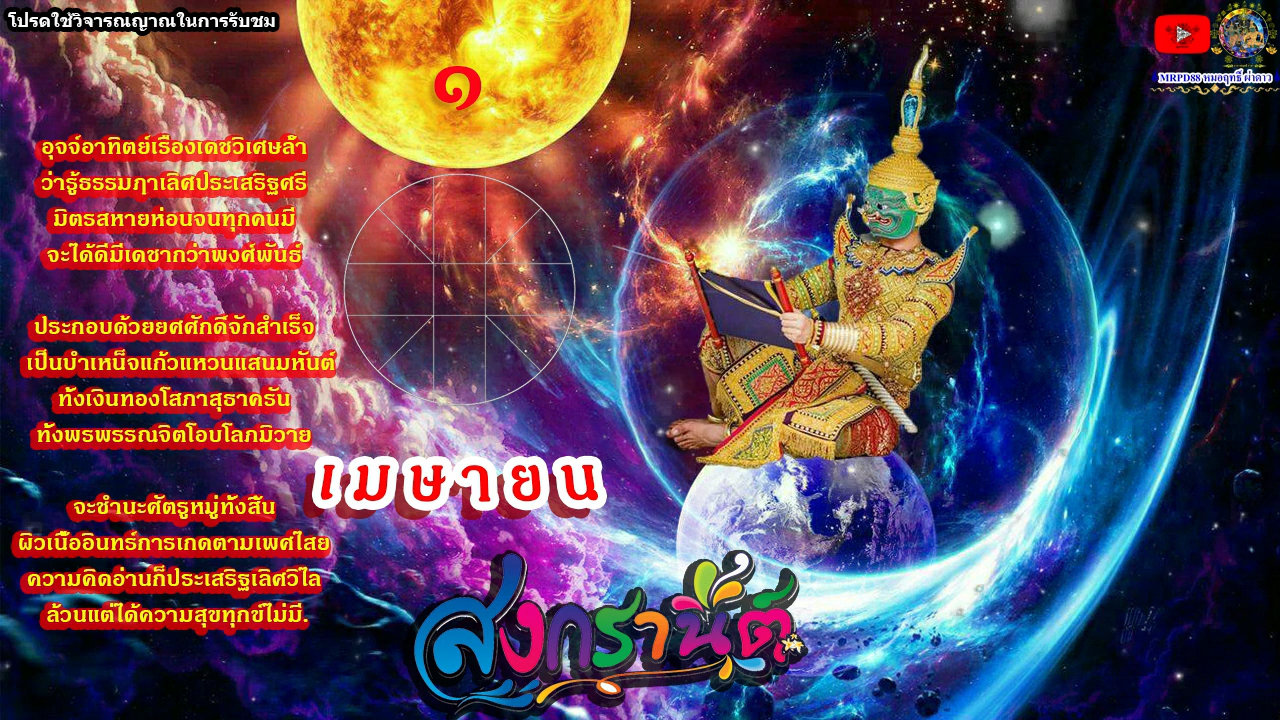 โปรดใช้วิจารณญาณในการรับชม
MRPD88 หมอฤทธิ์ ผ่าดาว
๑
อุจจ์อาทิตย์เรืองเดชวิเศษล้ำ
ว่ารู้ธรรมฎาเลิศประเสริฐศรี
มิตรสหายห่อนจนทุกคนมี
จะได้ดีมีเดชากว่าพงศ์พันธ์
ประกอบด้วยยศศักดิ์จักสำเร็จ
เป็นบำเหน็จแก้วแหวนแสนมหันต์
ทั้งเงินทองโสภาสุธาครัน
ทั้งพรพรรณจิตโอบโลภมิวาย
จะชำนะศัตรูหมู่ทั้งสิ้น
ผิวเนื้ออินทร์การเกดตามเพศไสย
ความคิดอ่านก็ประเสริฐเลิศวิไล
ล้วนแต่ได้ความสุขทุกข์ไม่มี.
เมษายน
สงกรานต์